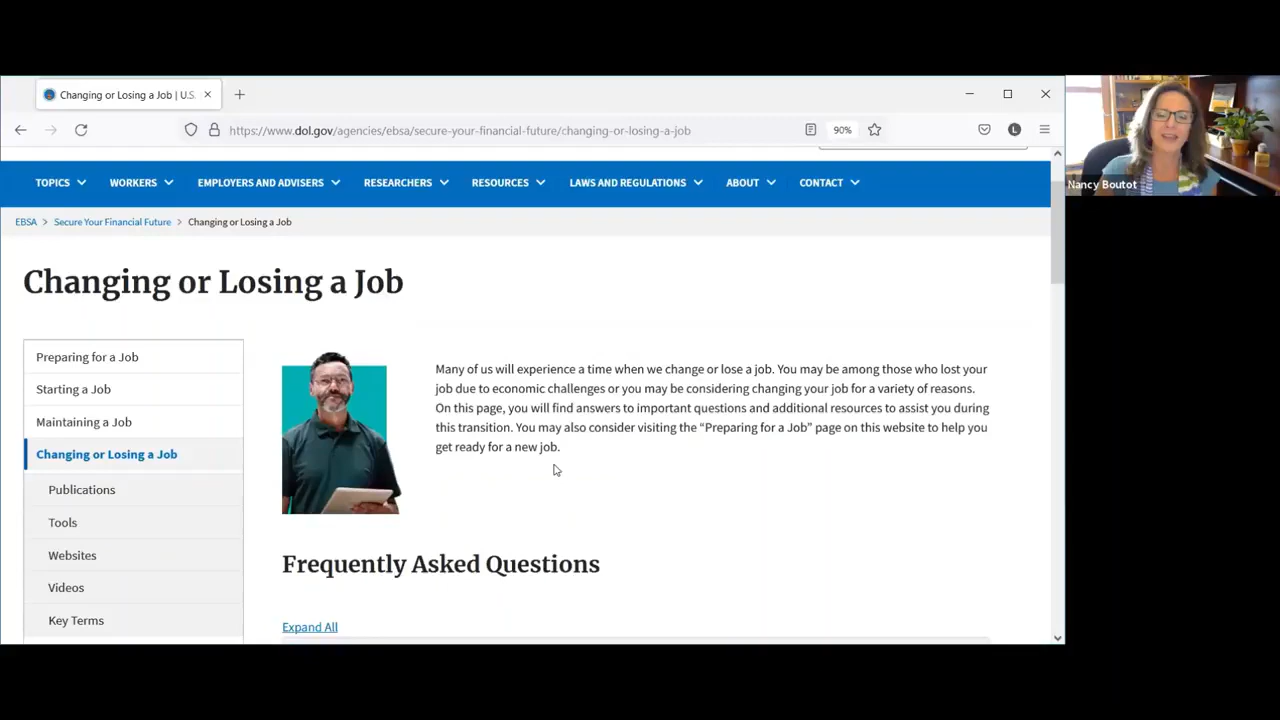 Changing or Losing a Job | U.S.
https://www.dol.gov/agencies/ebsa/secure-your-financial-future/changing-or-losing-a-job
90%
L
TOPICS WORKERS EMPLOYERS AND ADVISERS RESEARCHERS RESOURCES LAWS AND REGULATIONS ABOUT CONTACT
Nancy Boutot
EBSA > Secure Your Financial Future > Changing or Losing a Job
Changing or Losing a Job
Preparing for a Job
Starting a Job
Maintaining a Job
Changing or Losing a Job
Publications
Tools
Websites
Videos
Key Terms
Many of us will experience a time when we change or lose a job. You may be among those who lost your
job due to economic challenges or you may be considering changing your job for a variety of reasons.
On this page, you will find answers to important questions and additional resources to assist you during
this transition. You may also consider visiting the “Preparing for a Job” page on this website to help you
get ready for a new job.
Frequently Asked Questions
Expand All